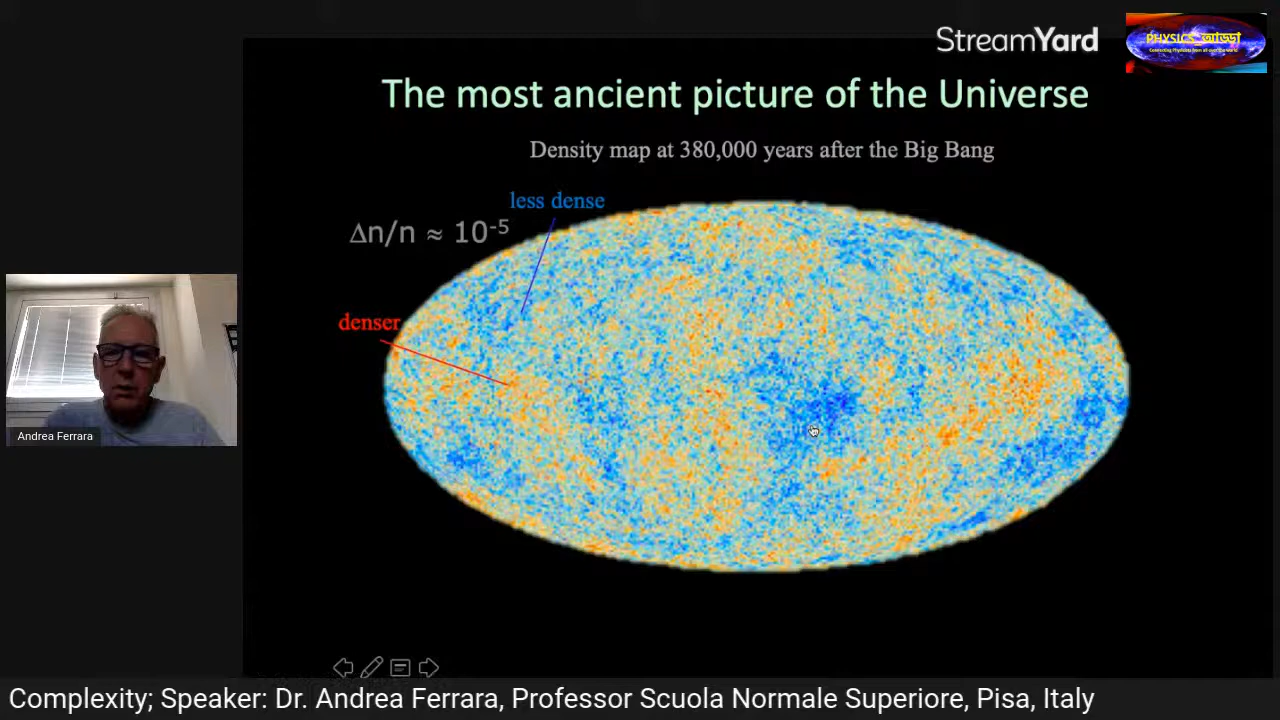 StreamYard
PHYSICS_আড্ডা
The most ancient picture of the Universe
Density map at 380,000 years after the Big Bang
less dense
Δn/n ≈ 10⁻⁵
denser
Andrea Ferrara
Complexity; Speaker: Dr. Andrea Ferrara, Professor Scuola Normale Superiore, Pisa, Italy